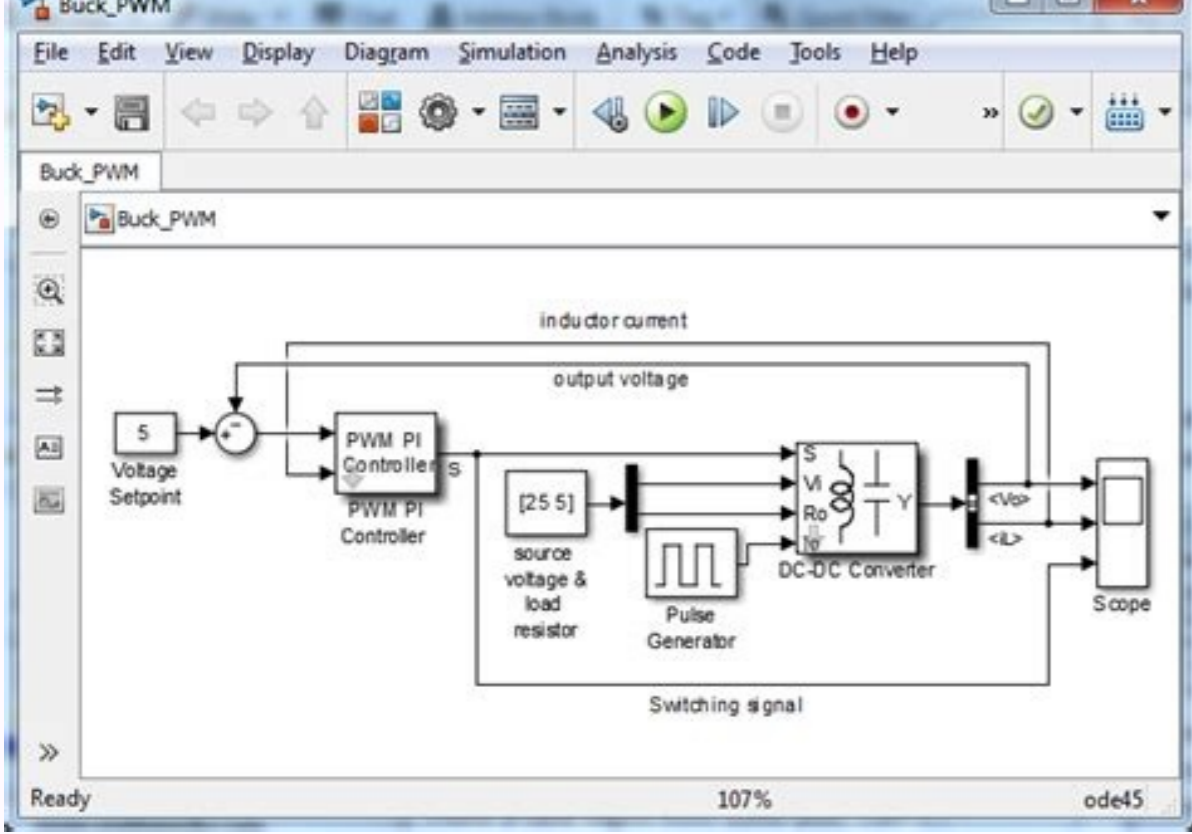 Buck_PWM
File Edit View Display Diagram Simulation Analysis Code Tools Help
Buck_PWM
Buck_PWM
inductor current
output voltage
5
Voltage
Setpoint
PWM PI
Controller
S
PWM PI
Controller
[25 5]
source
voltage &
load
resistor
Pulse
Generator
S
Vi
Ro
Y
DC-DC Converter
<Vo>
<iL>
Scope
Switching signal
Ready 107% ode45